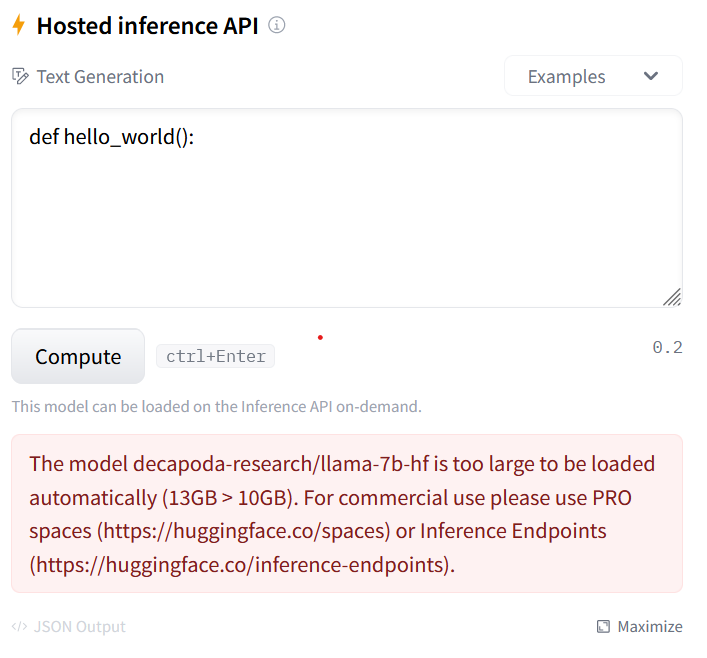 Hosted inference API
Text Generation
Examples
def hello_world():
Compute
ctrl+Enter
0.2
This model can be loaded on the Inference API on-demand.
The model decapoda-research/llama-7b-hf is too large to be loaded
automatically (13GB > 10GB). For commercial use please use PRO
spaces (https://huggingface.co/spaces) or Inference Endpoints
(https://huggingface.co/inference-endpoints).
</> JSON Output
Maximize